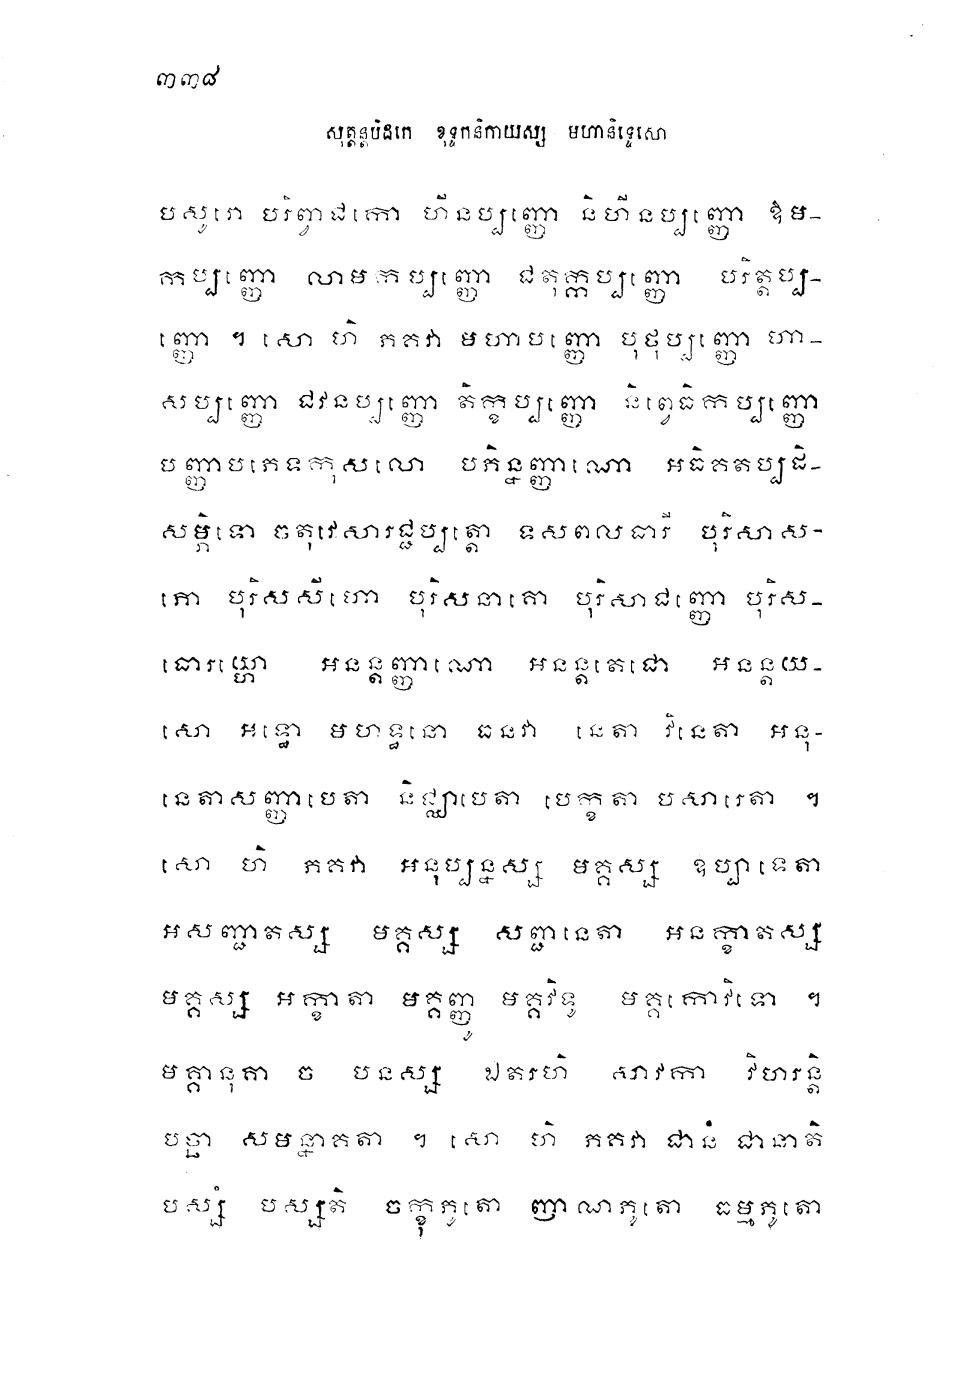 ៣៣៨
សុត្តន្តបិដកេ ខុទ្ទកនិកាយស្ស មហានិទ្ទេសោ
បសូរោ បរិព្វាជកោ ហីនប្បញ្ញោ និហីនប្បញ្ញោ ឱម-
កប្បញ្ញោ លាមកប្បញ្ញោ ជតុក្កប្បញ្ញោ បរិត្តប្ប-
ញ្ញោ ។ សោ ហិ ភគវា មហាបញ្ញោ បុថុប្បញ្ញោ ហា-
សប្បញ្ញោ ជវនប្បញ្ញោ តិក្ខប្បញ្ញោ និព្វេធិកប្បញ្ញោ
បញ្ញាបភេទកុសលោ បភិន្នញ្ញាណោ អធិគតប្បដិ-
សម្ភិទោ ចតុវេសារជ្ជប្បត្តោ ទសពលធារី បុរិសាស-
ភោ បុរិសសីហោ បុរិសនាគោ បុរិសាជញ្ញោ បុរិស-
ធោរយ្ហោ អនន្តញ្ញាណោ អនន្តតេជោ អនន្តយ-
សោ អឌ្ឍោ មហទ្ធនោ ធនវា នេតា វិនេតា អនុ-
នេតាសញ្ញាបេតា និជ្ឈាបេតា បេក្ខតា បសារេតា ។
សោ ហិ ភគវា អនុប្បន្នស្ស មគ្គស្ស ឧប្បាទេតា
អសញ្ជាតស្ស មគ្គស្ស សញ្ជានេតា អនក្ខាតស្ស
មគ្គស្ស អក្ខាតា មគ្គញ្ញូ មគ្គវិទូ មគ្គកោវិទោ ។
មគ្គានុគា ច បនស្ស ឯតរហិ សាវកា វិហរន្តិ
បច្ឆា សមន្នាគតា ។ សោ ហិ ភគវា ជានំ ជានាតិ
បស្សំ បស្សតិ ចក្ខុភូតោ ញាណភូតោ ធម្មភូតោ